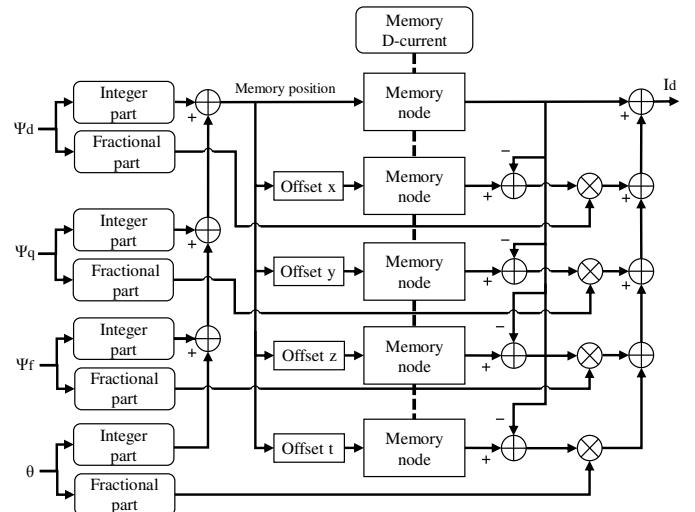 Memory
D-current
Integer
part
Memory position
Memory
node
Id
+
+
Ψd
Fractional
part
−
Offset x
Memory
node
+
+
Integer
part
Ψq
+
−
Fractional
part
Offset y
Memory
node
+
+
Integer
part
−
Ψf
+
Offset z
Memory
node
+
+
Fractional
part
−
Integer
part
Offset t
Memory
node
+
θ
Fractional
part